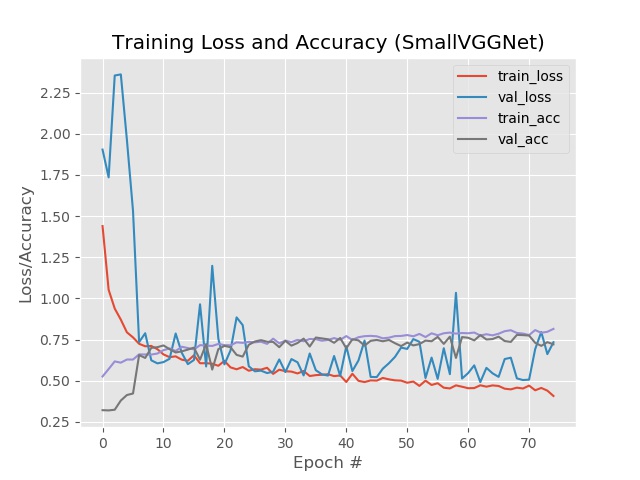 Training Loss and Accuracy (SmallVGGNet)
train_loss
val_loss
train_acc
val_acc
2.25
2.00
1.75
1.50
1.25
1.00
0.75
0.50
0.25
Loss/Accuracy
0 10 20 30 40 50 60 70
Epoch #